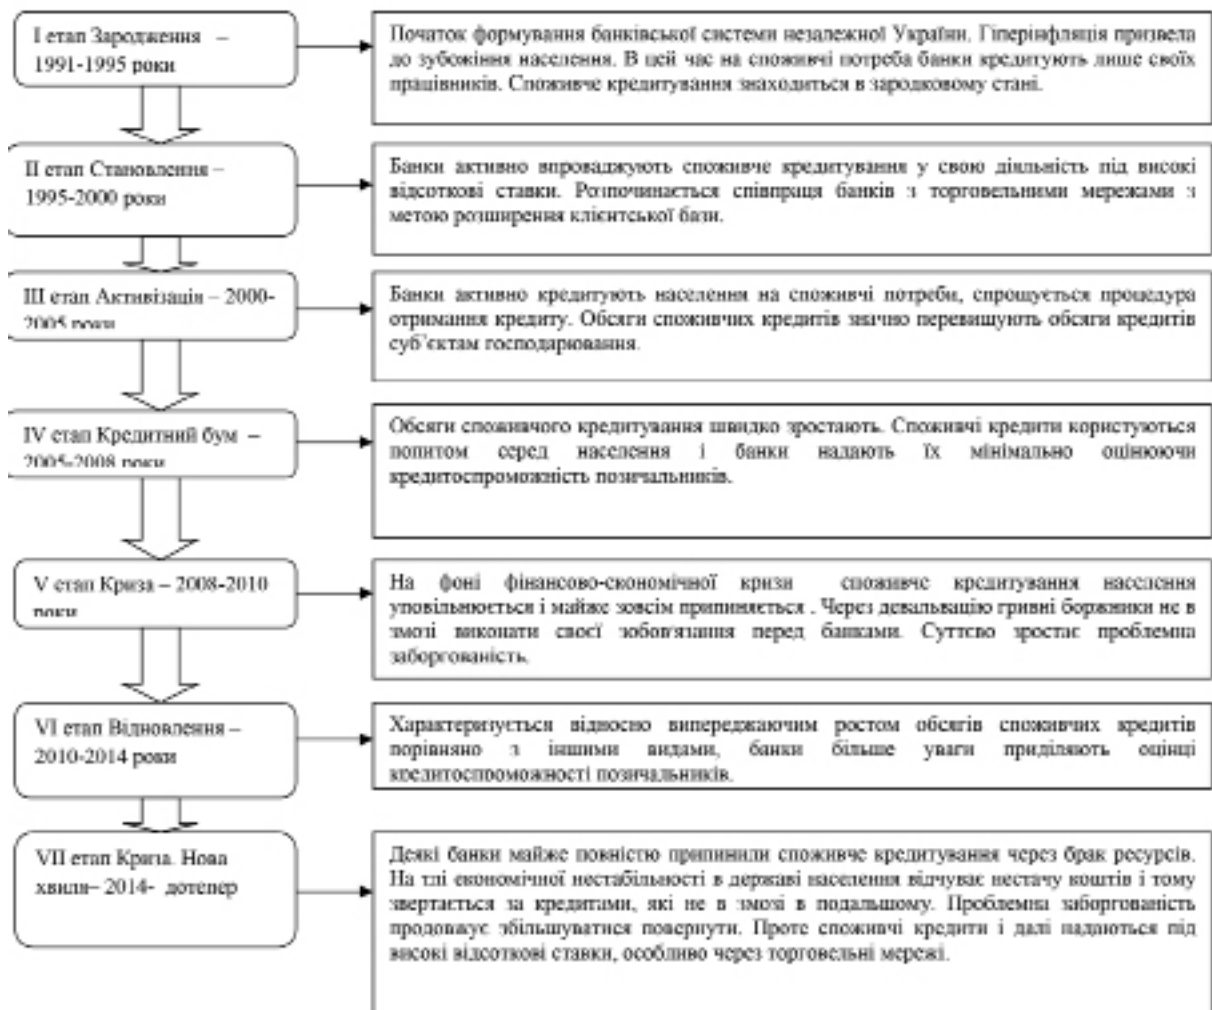 І етап Зародження –
1991-1995 роки
Початок формування банківської системи незалежної України. Гіперінфляція призвела
до зубожіння населення. В цей час на споживчі потреба банки кредитують лише своїх
працівників. Споживче кредитування знаходиться в зародковому стані.
ІІ етап Становлення –
1995-2000 роки
Банки активно впроваджують споживче кредитування у свою діяльність під високі
відсоткові ставки. Розпочинається співпраця банків з торговельними мережами з
метою розширення клієнтської бази.
ІІІ етап Активізація – 2000-
2005 роки
Банки активно кредитують населення на споживчі потреби, спрощується процедура
отримання кредиту. Обсяги споживчих кредитів значно перевищують обсяги кредитів
суб'єктам господарювання.
IV етап Кредитний бум –
2005-2008 роки
Обсяги споживчого кредитування швидко зростають. Споживчі кредити користуються
попитом серед населення і банки надають їх мінімально оцінюючи
кредитоспроможність позичальників.
V етап Криза – 2008-2010
роки
На фоні фінансово-економічної кризи споживче кредитування населення
уповільнюється і майже зовсім припиняється . Через девальвацію гривні боржники не в
змозі виконати своєї зобов'язання перед банками. Суттєво зростає проблемна
заборгованість.
VI етап Відновлення –
2010-2014 роки
Характеризується відносно випереджаючим ростом обсягів споживчих кредитів
порівняно з іншими видами, банки більше уваги приділяють оцінці
кредитоспроможності позичальників.
VII етап Криза. Нова
хвиля– 2014- дотепер
Деякі банки майже повністю припинили споживче кредитування через брак ресурсів.
На тлі економічної нестабільності в державі населення відчуває нестачу коштів і тому
звертається за кредитами, які не в змозі в подальшому. Проблемна заборгованість
продовжує збільшуватися повернути. Проте споживчі кредити і далі надаються під
високі відсоткові ставки, особливо через торговельні мережі.